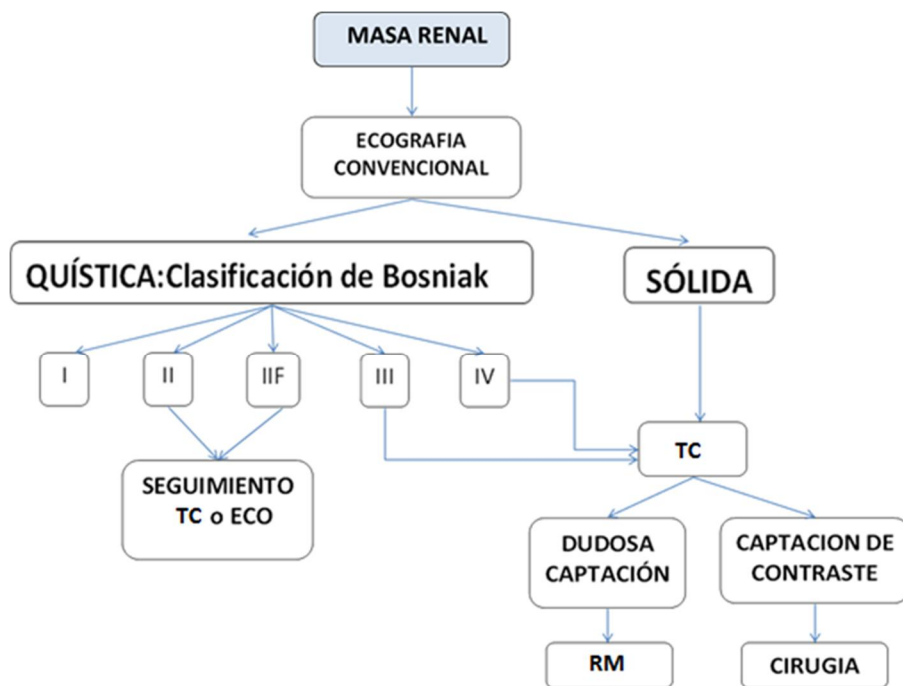 MASA RENAL
ECOGRAFIA
CONVENCIONAL
QUÍSTICA:Clasificación de Bosniak
SÓLIDA
I
II
IIF
III
IV
TC
SEGUIMIENTO
TC o ECO
DUDOSA
CAPTACIÓN
CAPTACION DE
CONTRASTE
RM
CIRUGIA